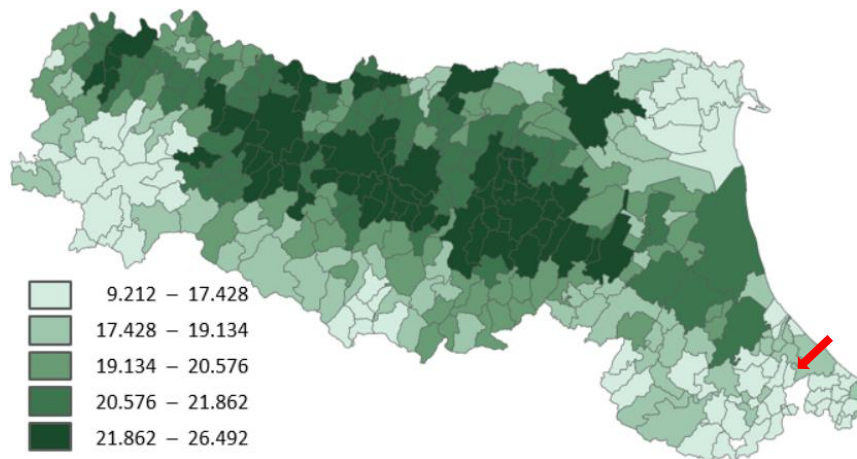 9.212 – 17.428
17.428 – 19.134
19.134 – 20.576
20.576 – 21.862
21.862 – 26.492